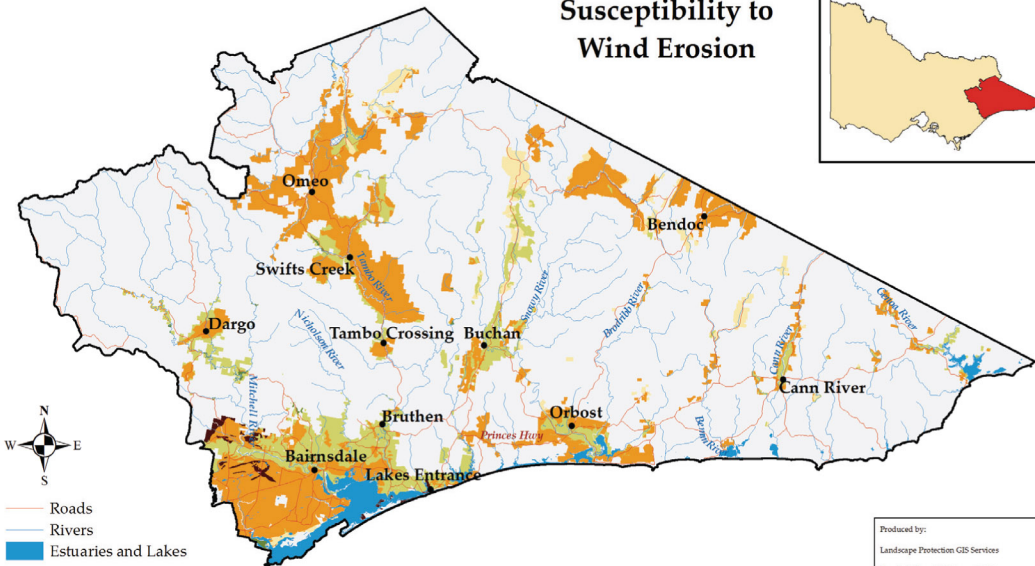 Susceptibility to
Wind Erosion
Omeo
Bendoc
Swifts Creek
Tambo River
Snowy River
Brodribb River
Genoa River
Dargo
Nicholson River
Tambo Crossing
Buchan
Cann River
Cann River
Mitchell
Bruthen
Orbost
Princes Hwy
Bemm River
Bairnsdale
Lakes Entrance
N
W
E
S
Roads
Rivers
Estuaries and Lakes
Produced by:
Landscape Protection GIS Services